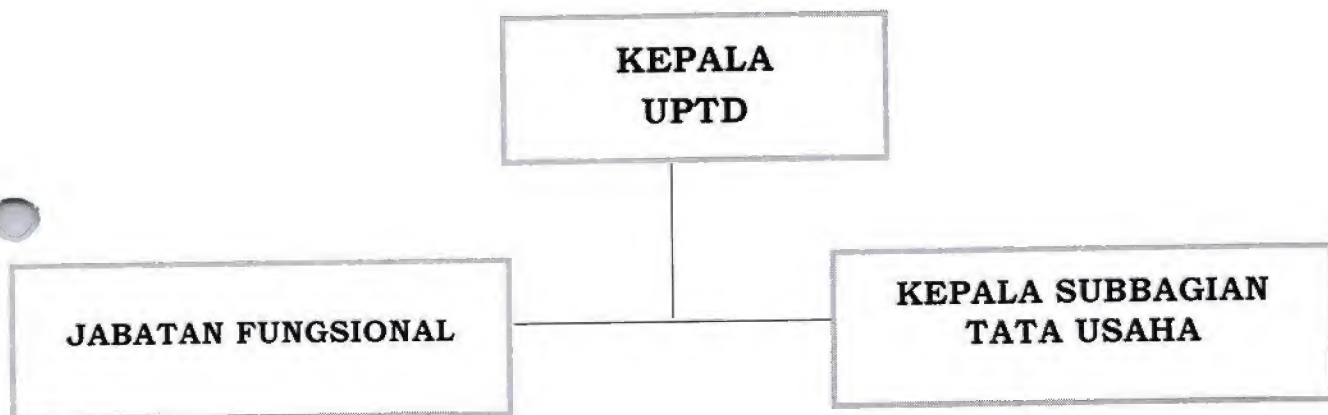 KEPALA
UPTD
JABATAN FUNGSIONAL
KEPALA SUBBAGIAN
TATA USAHA